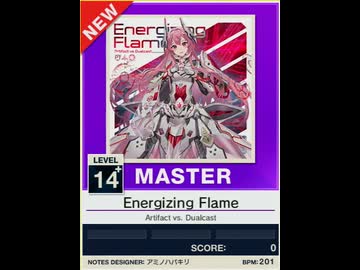 NEW
Energizing
Flame
Artifact vs. Dualcast
LEVEL
14+
MASTER
Energizing Flame
Artifact vs. Dualcast
SCORE: 0
NOTES DESIGNER: アミノハバキリ BPM: 201